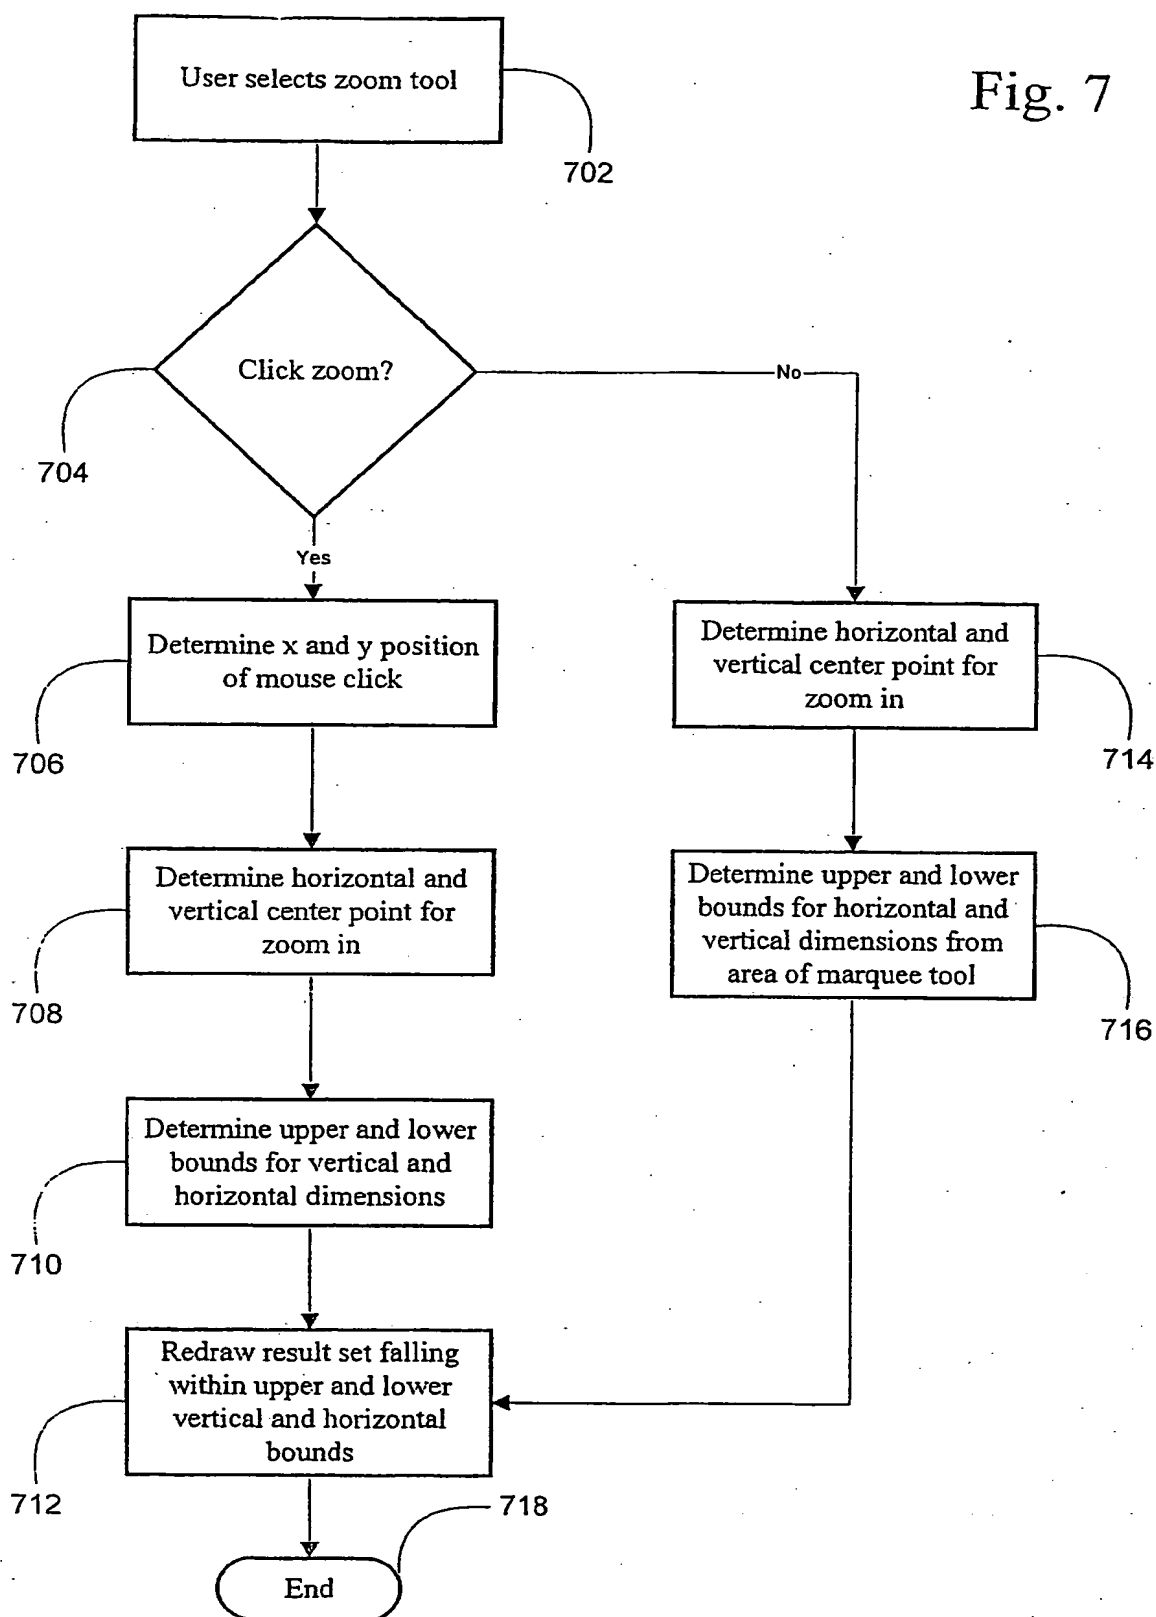 User selects zoom tool
Fig. 7
702
Click zoom?
No
704
Yes
Determine x and y position
of mouse click
706
Determine horizontal and
vertical center point for
zoom in
714
Determine horizontal and
vertical center point for
zoom in
708
Determine upper and lower
bounds for horizontal and
vertical dimensions from
area of marquee tool
716
Determine upper and lower
bounds for vertical and
horizontal dimensions
710
Redraw result set falling
within upper and lower
vertical and horizontal
bounds
712
718
End